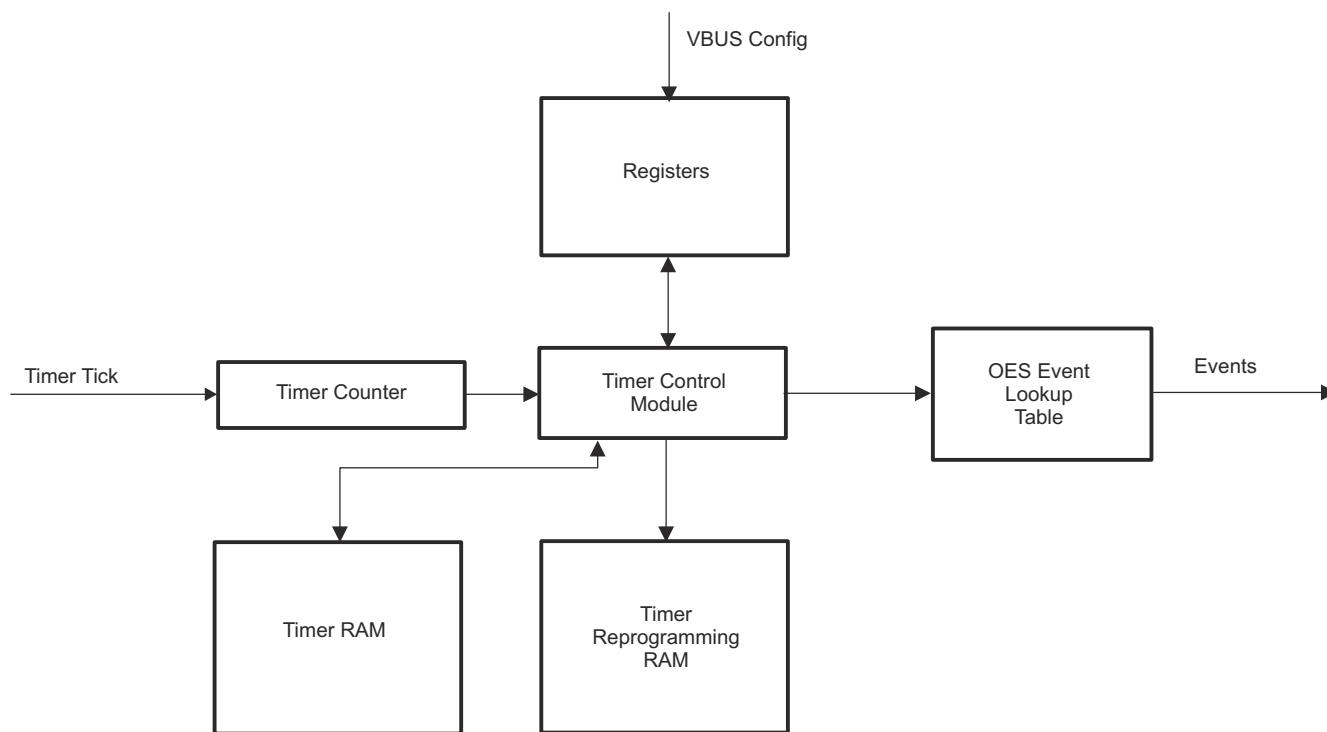 VBUS Config
Registers
Timer Tick
Timer Counter
Timer Control
Module
OES Event
Lookup
Table
Events
Timer RAM
Timer
Reprogramming
RAM